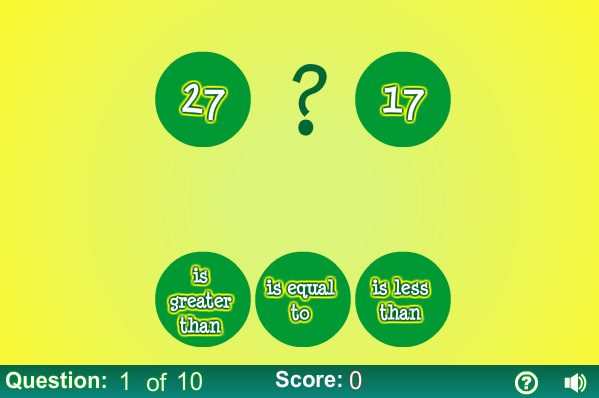 27 ? 17
is
greater
than
is equal
to
is less
than
Question: 1 of 10 Score: 0 ?